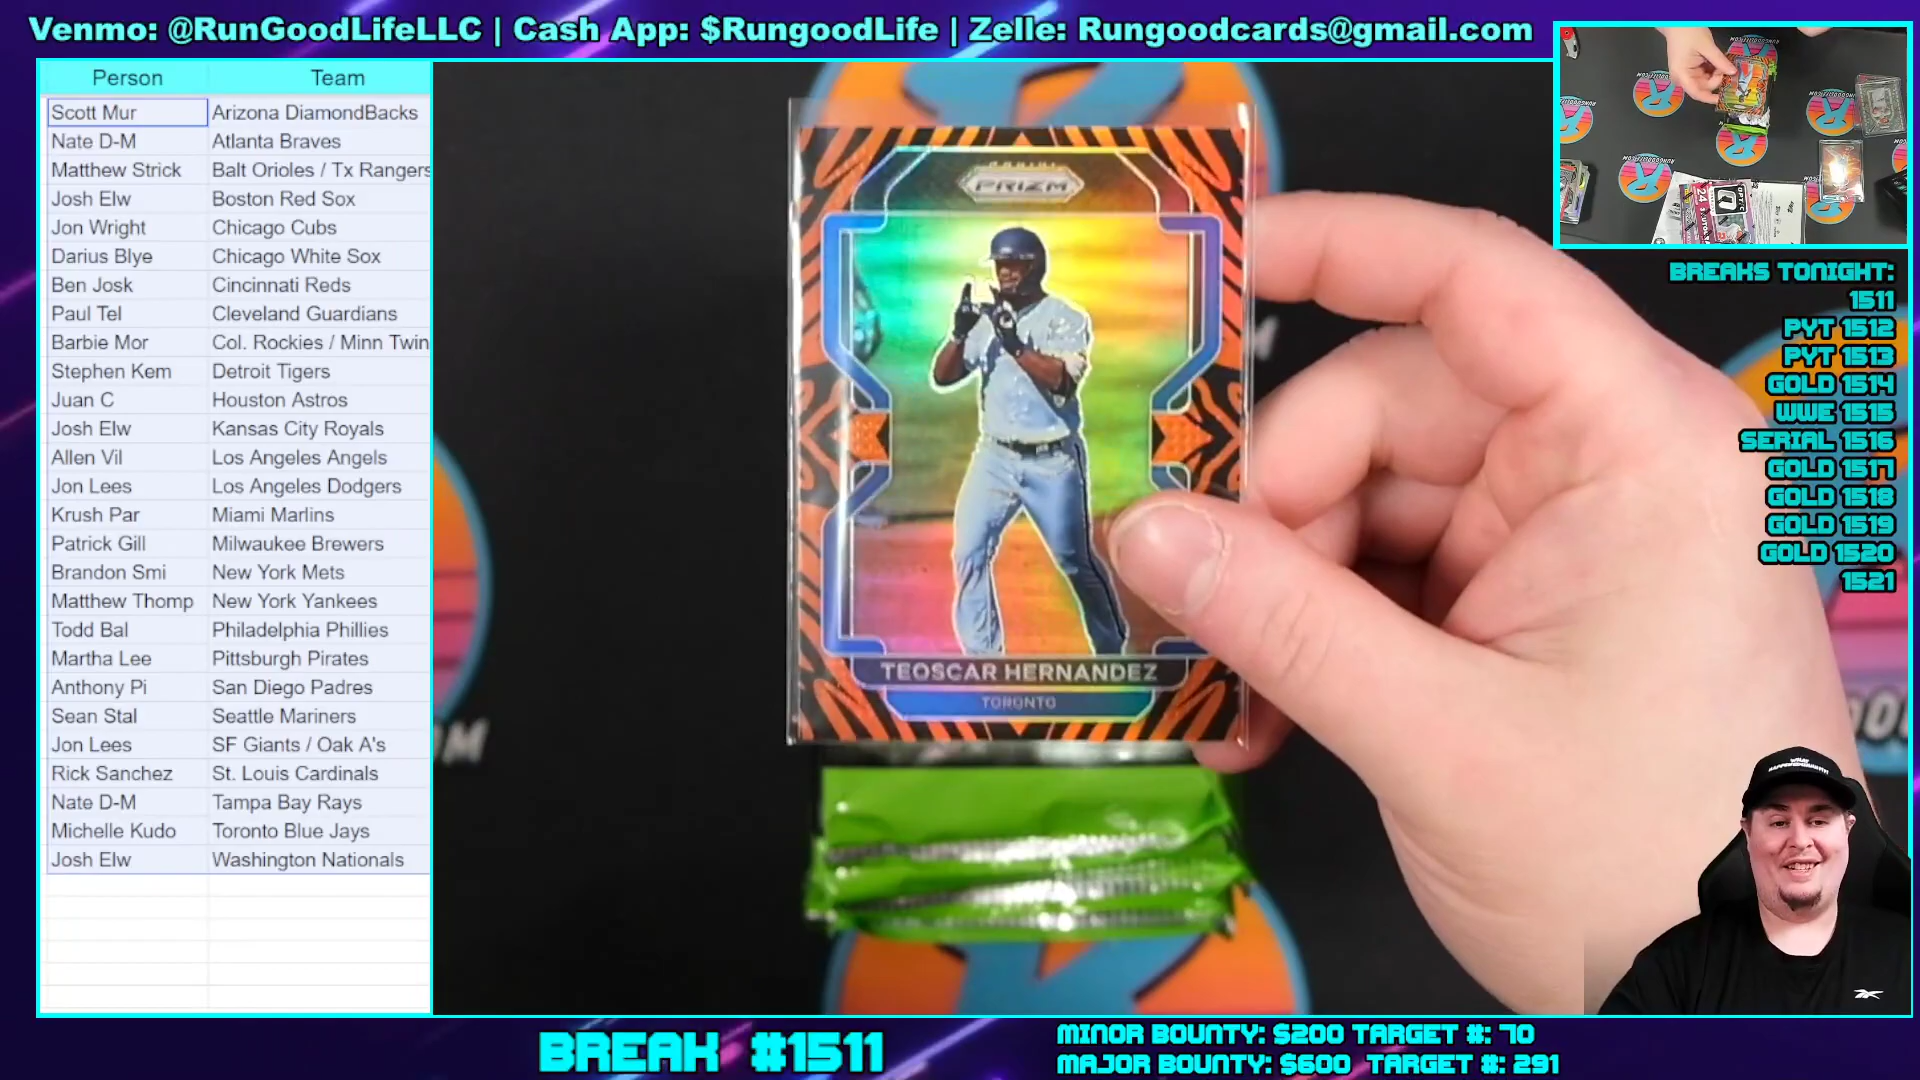 Venmo: @RunGoodLifeLLC | Cash App: $RungoodLife | Zelle: Rungoodcards@gmail.com
Person Team
Scott Mur Arizona DiamondBacks
Nate D-M Atlanta Braves
Matthew Strick Balt Orioles / Tx Rangers
Josh Elw Boston Red Sox
Jon Wright Chicago Cubs
Darius Blye Chicago White Sox
Ben Josk Cincinnati Reds
Paul Tel Cleveland Guardians
Barbie Mor Col. Rockies / Minn Twin
Stephen Kem Detroit Tigers
Juan C Houston Astros
Josh Elw Kansas City Royals
Allen Vil Los Angeles Angels
Jon Lees Los Angeles Dodgers
Krush Par Miami Marlins
Patrick Gill Milwaukee Brewers
Brandon Smi New York Mets
Matthew Thomp New York Yankees
Todd Bal Philadelphia Phillies
Martha Lee Pittsburgh Pirates
Anthony Pi San Diego Padres
Sean Stal Seattle Mariners
Jon Lees SF Giants / Oak A's
Rick Sanchez St. Louis Cardinals
Nate D-M Tampa Bay Rays
Michelle Kudo Toronto Blue Jays
Josh Elw Washington Nationals
PANINI
PRIZM
TEOSCAR HERNANDEZ
TORONTO
BREAKS TONIGHT:
1511
PYT 1512
PYT 1513
GOLD 1514
WWE 1515
SERIAL 1516
GOLD 1517
GOLD 1518
GOLD 1519
GOLD 1520
1521
BREAK #1511
MINOR BOUNTY: $200 TARGET #: 70
MAJOR BOUNTY: $600 TARGET #: 291